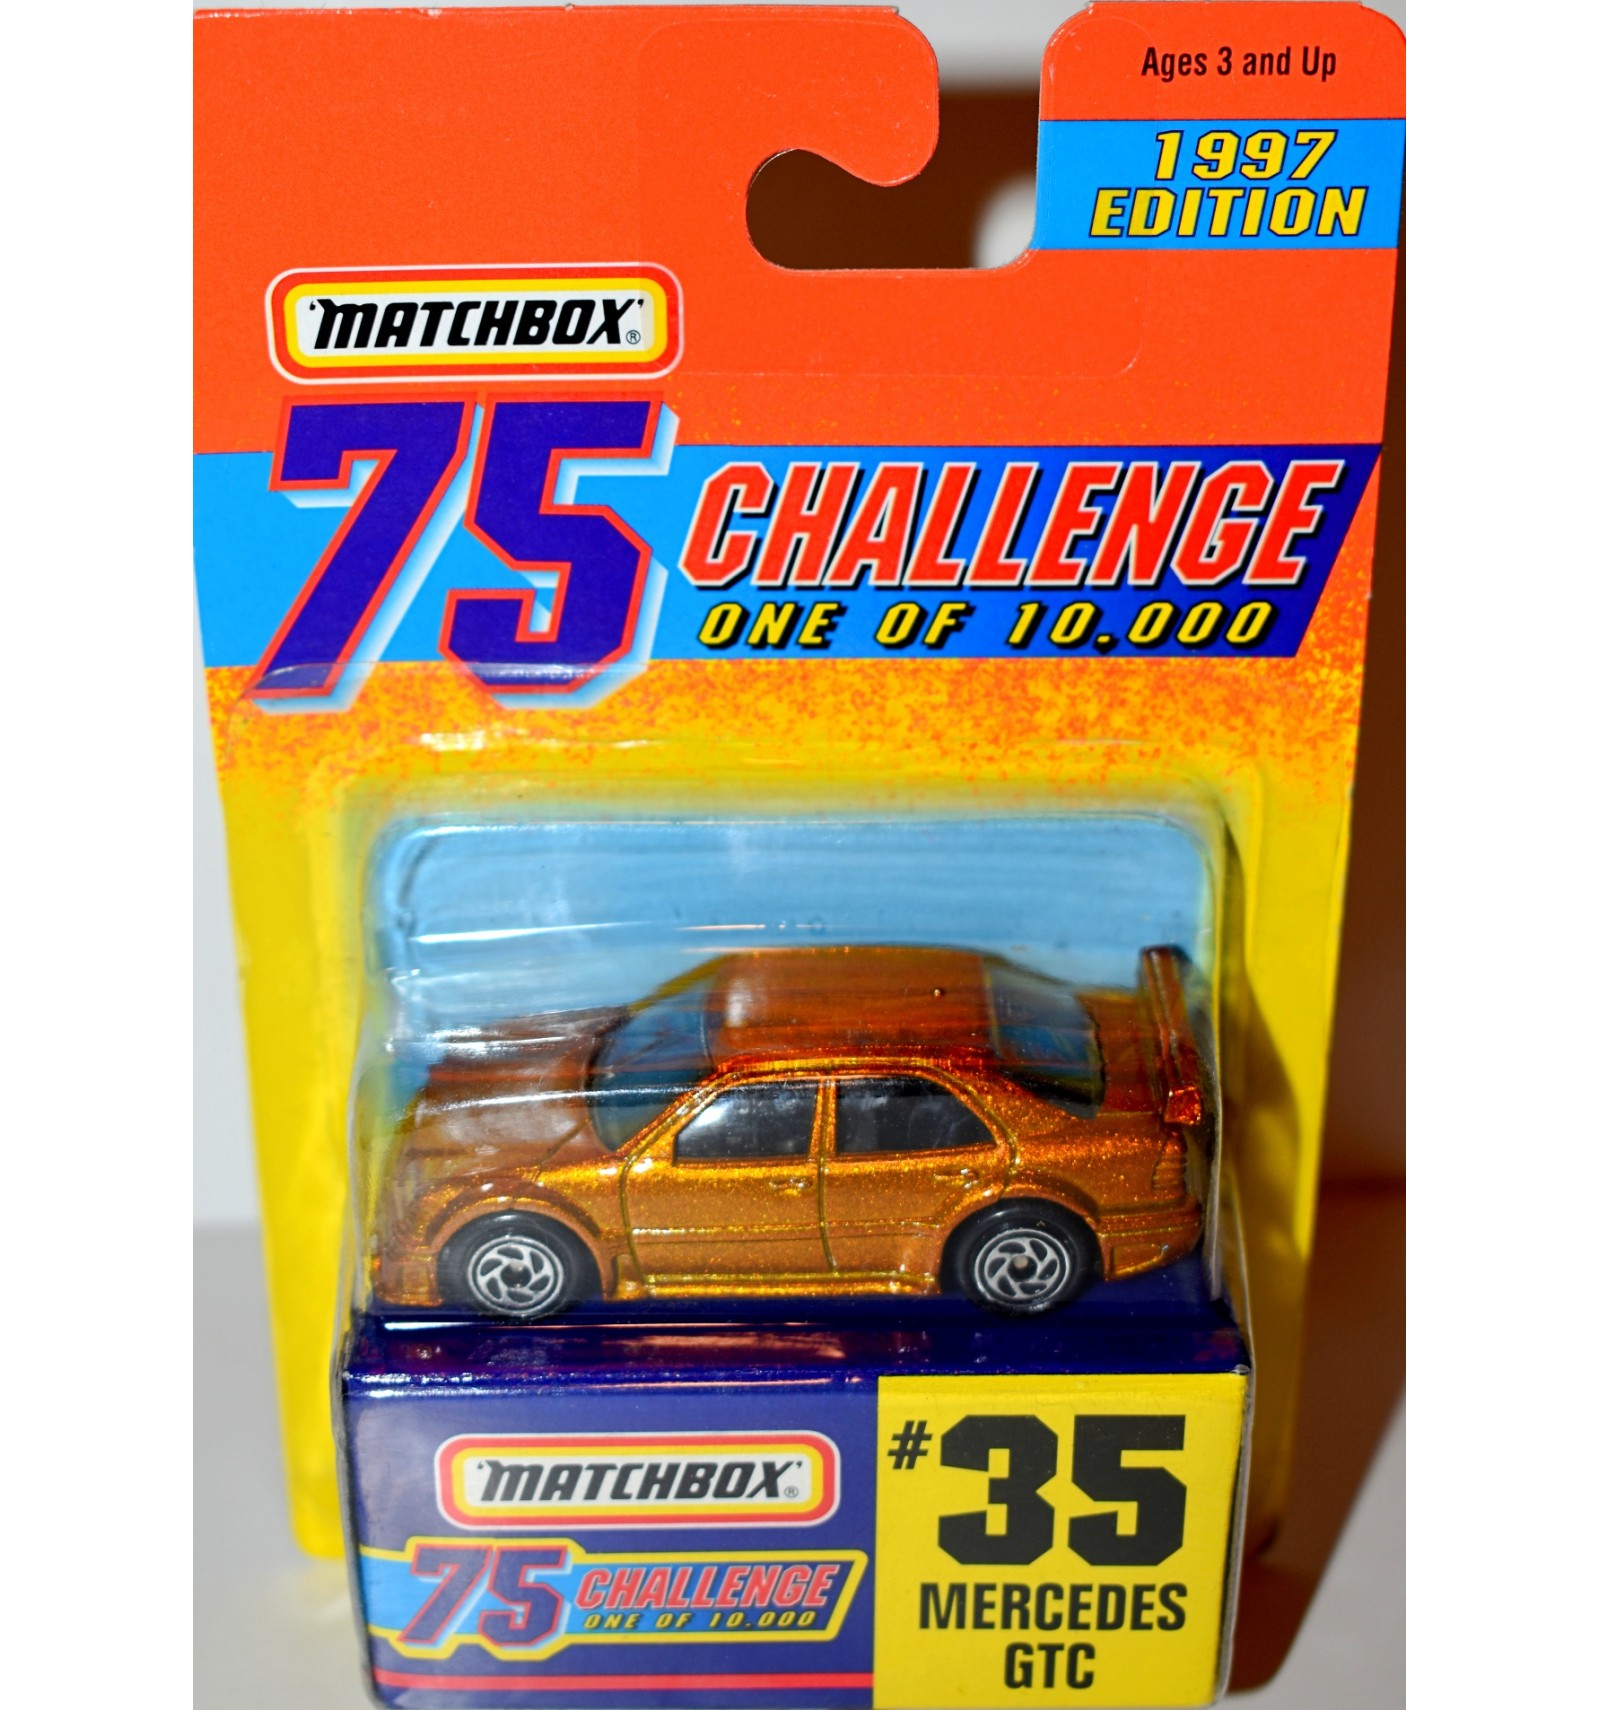 Ages 3 and Up
1997
EDITION
'MATCHBOX'®
75 CHALLENGE
ONE OF 10,000
'MATCHBOX'®
75 CHALLENGE
ONE OF 10,000
#35
MERCEDES
GTC